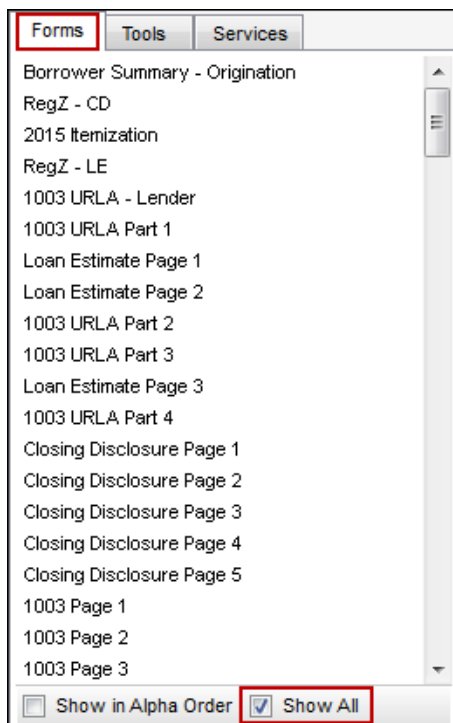 Forms Tools Services
Borrower Summary - Origination
RegZ - CD
2015 Itemization
RegZ - LE
1003 URLA - Lender
1003 URLA Part 1
Loan Estimate Page 1
Loan Estimate Page 2
1003 URLA Part 2
1003 URLA Part 3
Loan Estimate Page 3
1003 URLA Part 4
Closing Disclosure Page 1
Closing Disclosure Page 2
Closing Disclosure Page 3
Closing Disclosure Page 4
Closing Disclosure Page 5
1003 Page 1
1003 Page 2
1003 Page 3
Show in Alpha Order Show All